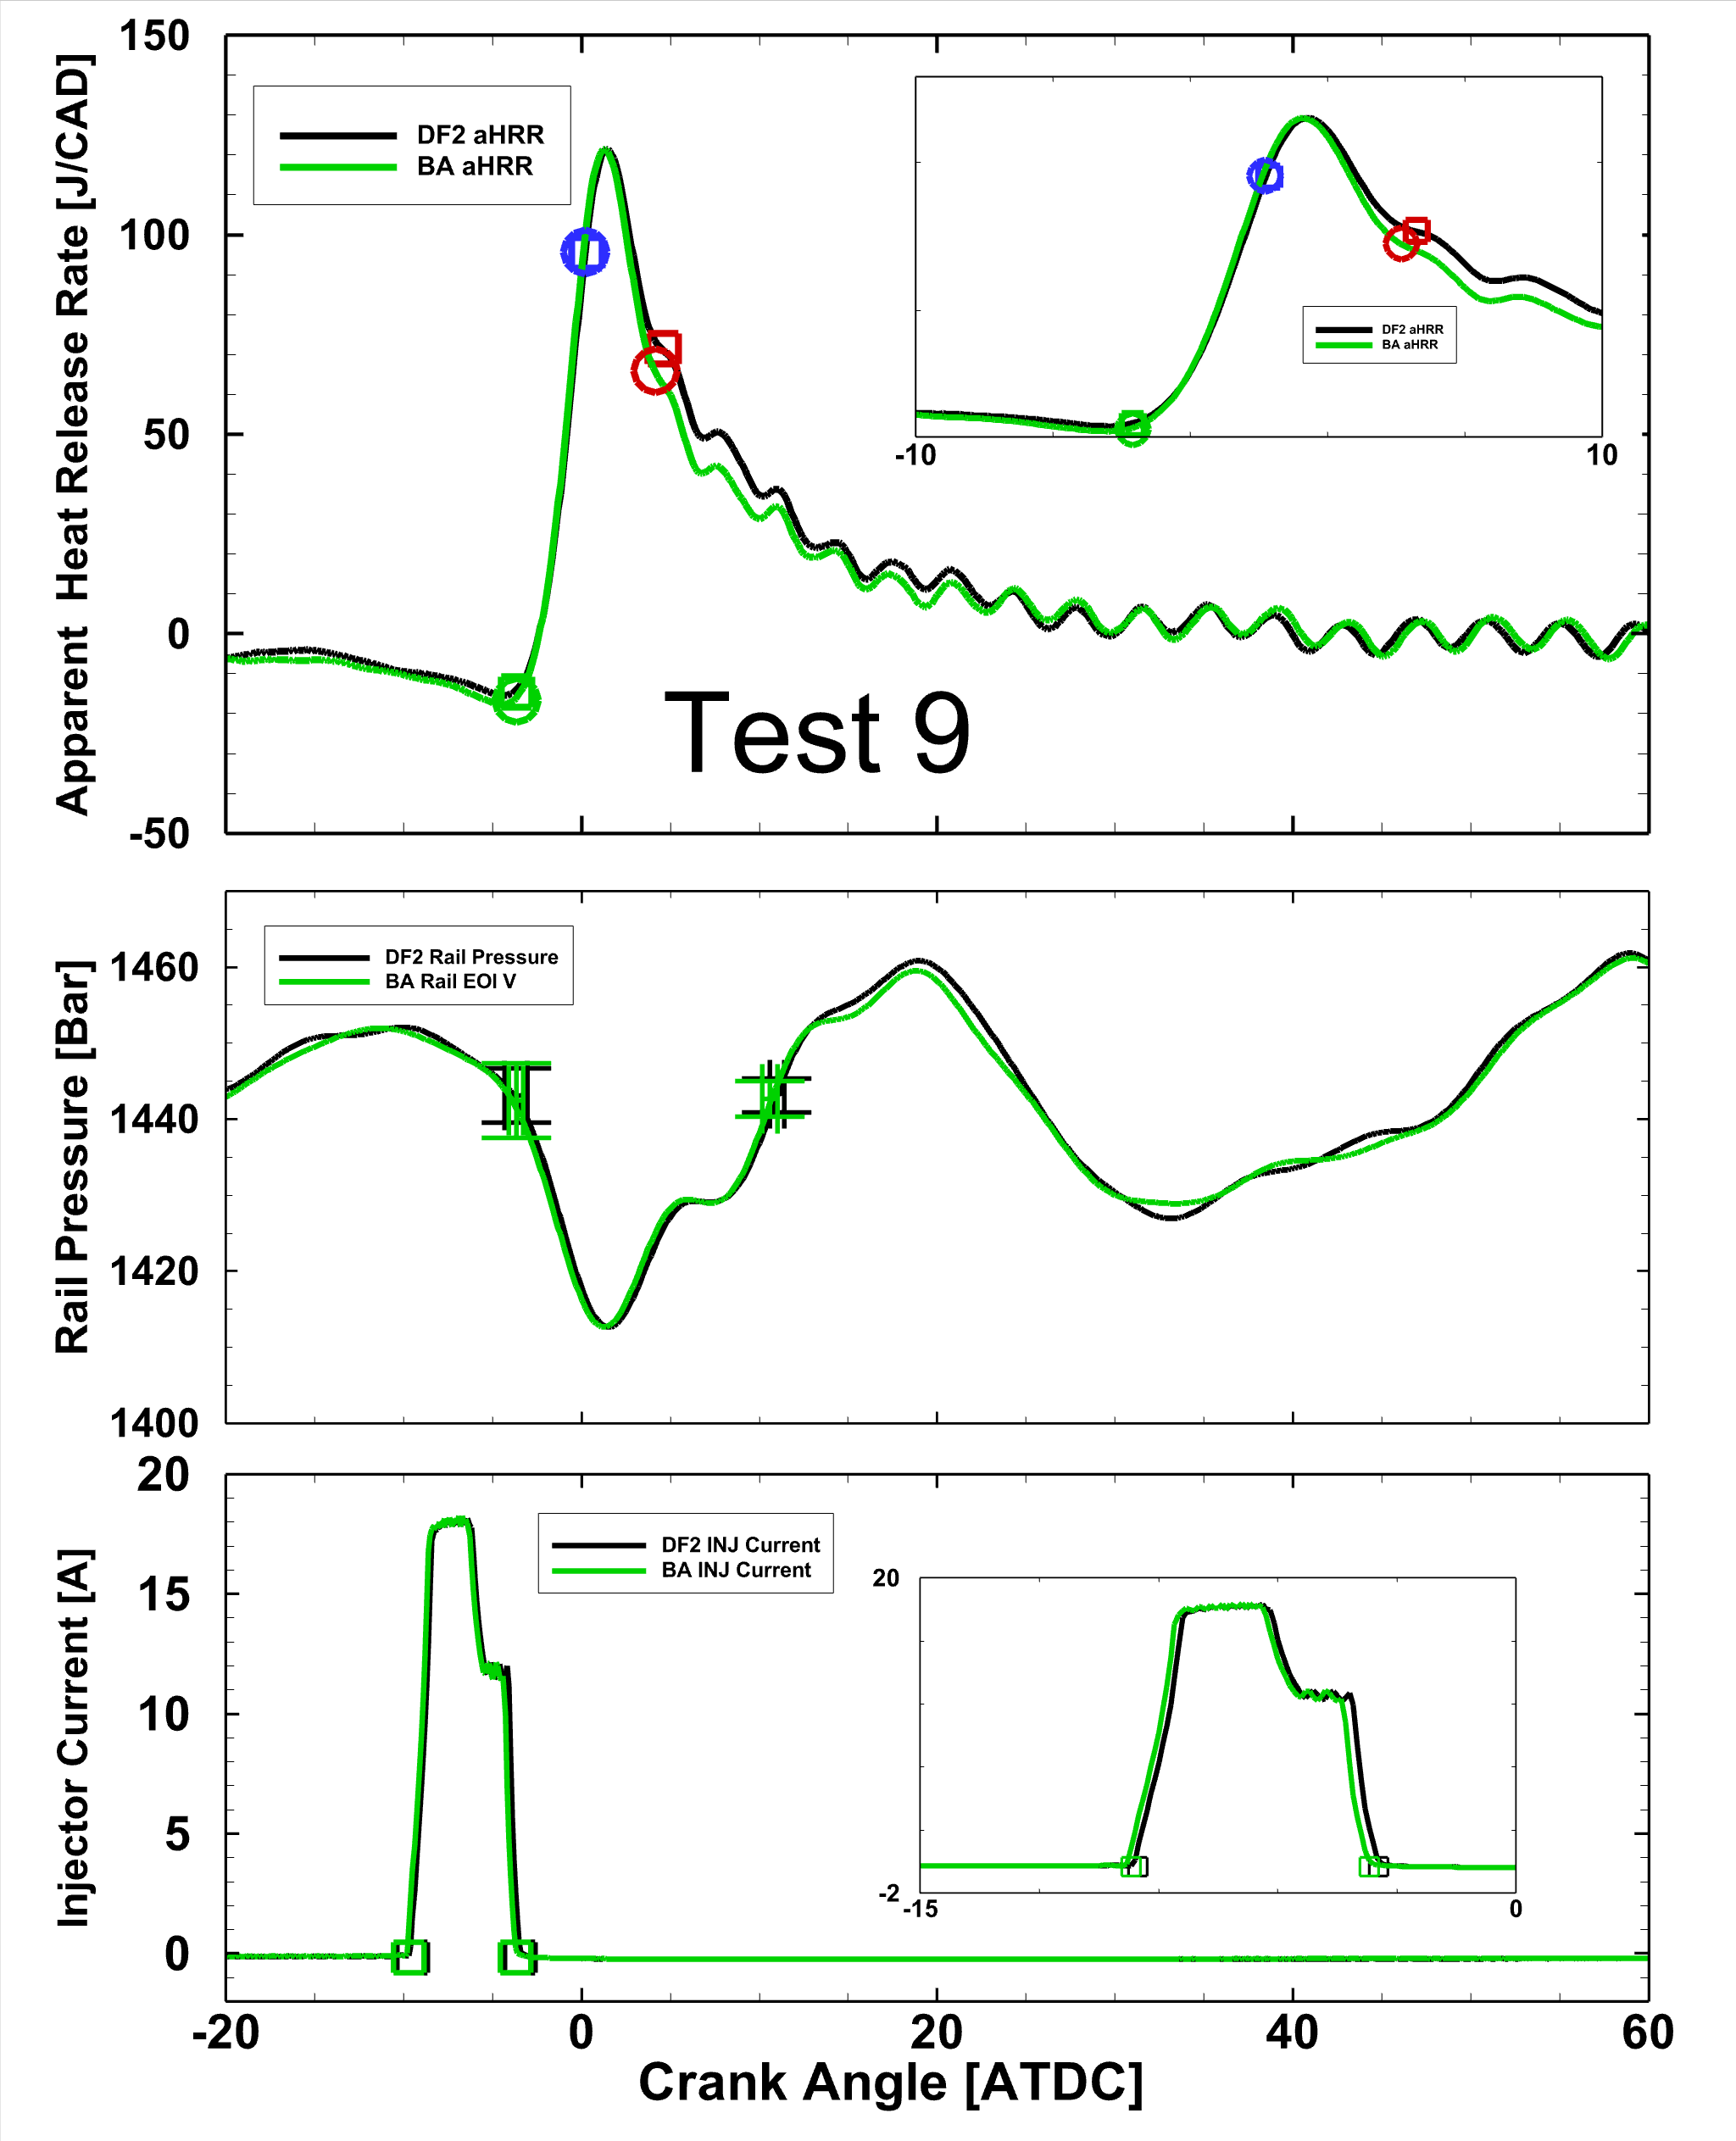 Apparent Heat Release Rate [J/CAD]
150
100
50
0
-50
DF2 aHRR
BA aHRR
DF2 aHRR
BA aHRR
-10
10
Test 9
Rail Pressure [Bar]
1460
1440
1420
1400
DF2 Rail Pressure
BA Rail EOI V
Injector Current [A]
20
15
10
5
0
DF2 INJ Current
BA INJ Current
20
-2
-15
0
-20
0
20
40
60
Crank Angle [ATDC]